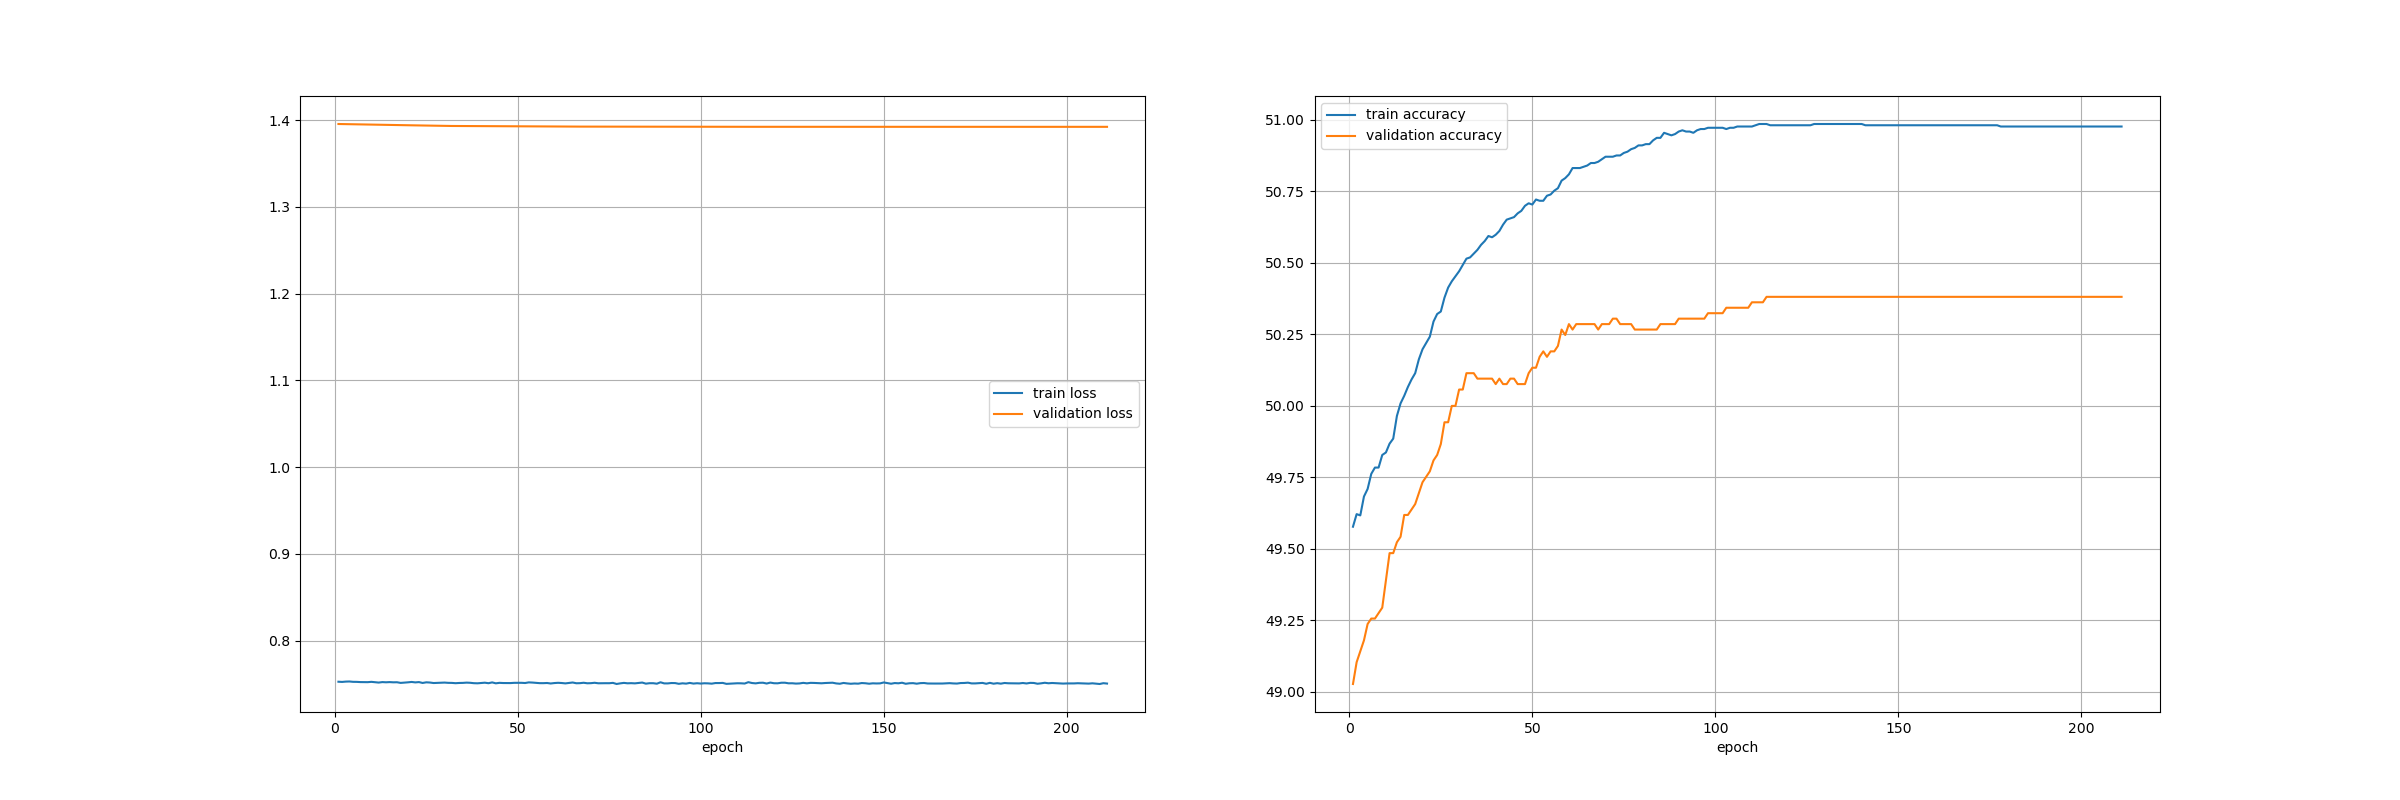 1.4
1.3
1.2
1.1
1.0
0.9
0.8
0 50 100 150 200
epoch
train loss
validation loss
51.00
50.75
50.50
50.25
50.00
49.75
49.50
49.25
49.00
0 50 100 150 200
epoch
train accuracy
validation accuracy